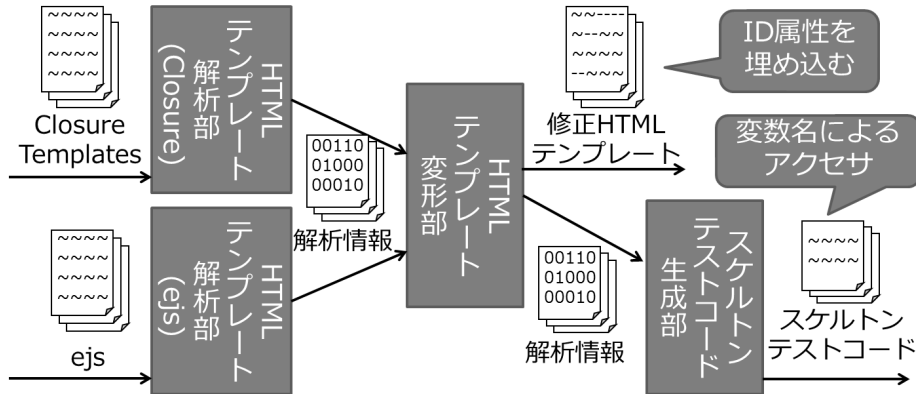 ~~~~
~~~~
~~~~
~~~~
Closure
Templates
HTML
テンプレート
解析部
(Closure)
00110
01000
00010
解析情報
~~~~
~~~~
~~~~
~~~~
ejs
HTML
テンプレート
解析部
(ejs)
HTML
テンプレート
変形部
~~----
~--~~
~~~~
--~~~
修正HTML
テンプレート
ID属性を
埋め込む
00110
01000
00010
解析情報
スケルトン
テストコード
生成部
変数名による
アクセサ
~~~~
~~~~
スケルトン
テストコード